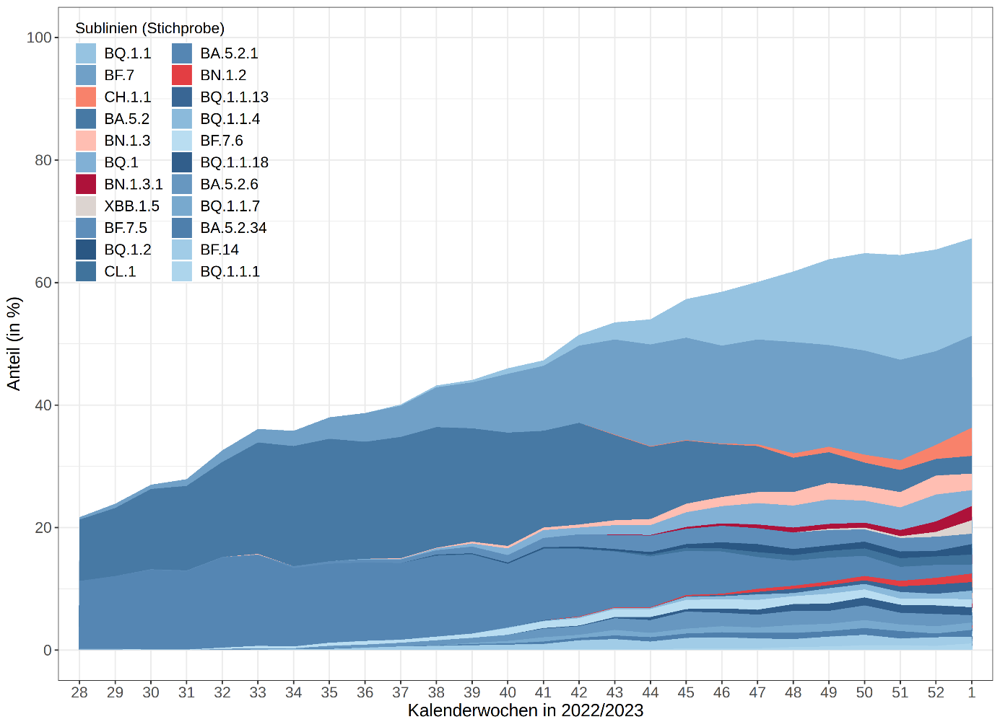 Sublinien (Stichprobe)
BQ.1.1 BA.5.2.1
BF.7 BN.1.2
CH.1.1 BQ.1.1.13
BA.5.2 BQ.1.1.4
BN.1.3 BF.7.6
BQ.1 BQ.1.1.18
BN.1.3.1 BA.5.2.6
XBB.1.5 BQ.1.1.7
BF.7.5 BA.5.2.34
BQ.1.2 BF.14
CL.1 BQ.1.1.1
Anteil (in %)
100
80
60
40
20
0
28 29 30 31 32 33 34 35 36 37 38 39 40 41 42 43 44 45 46 47 48 49 50 51 52 1
Kalenderwochen in 2022/2023